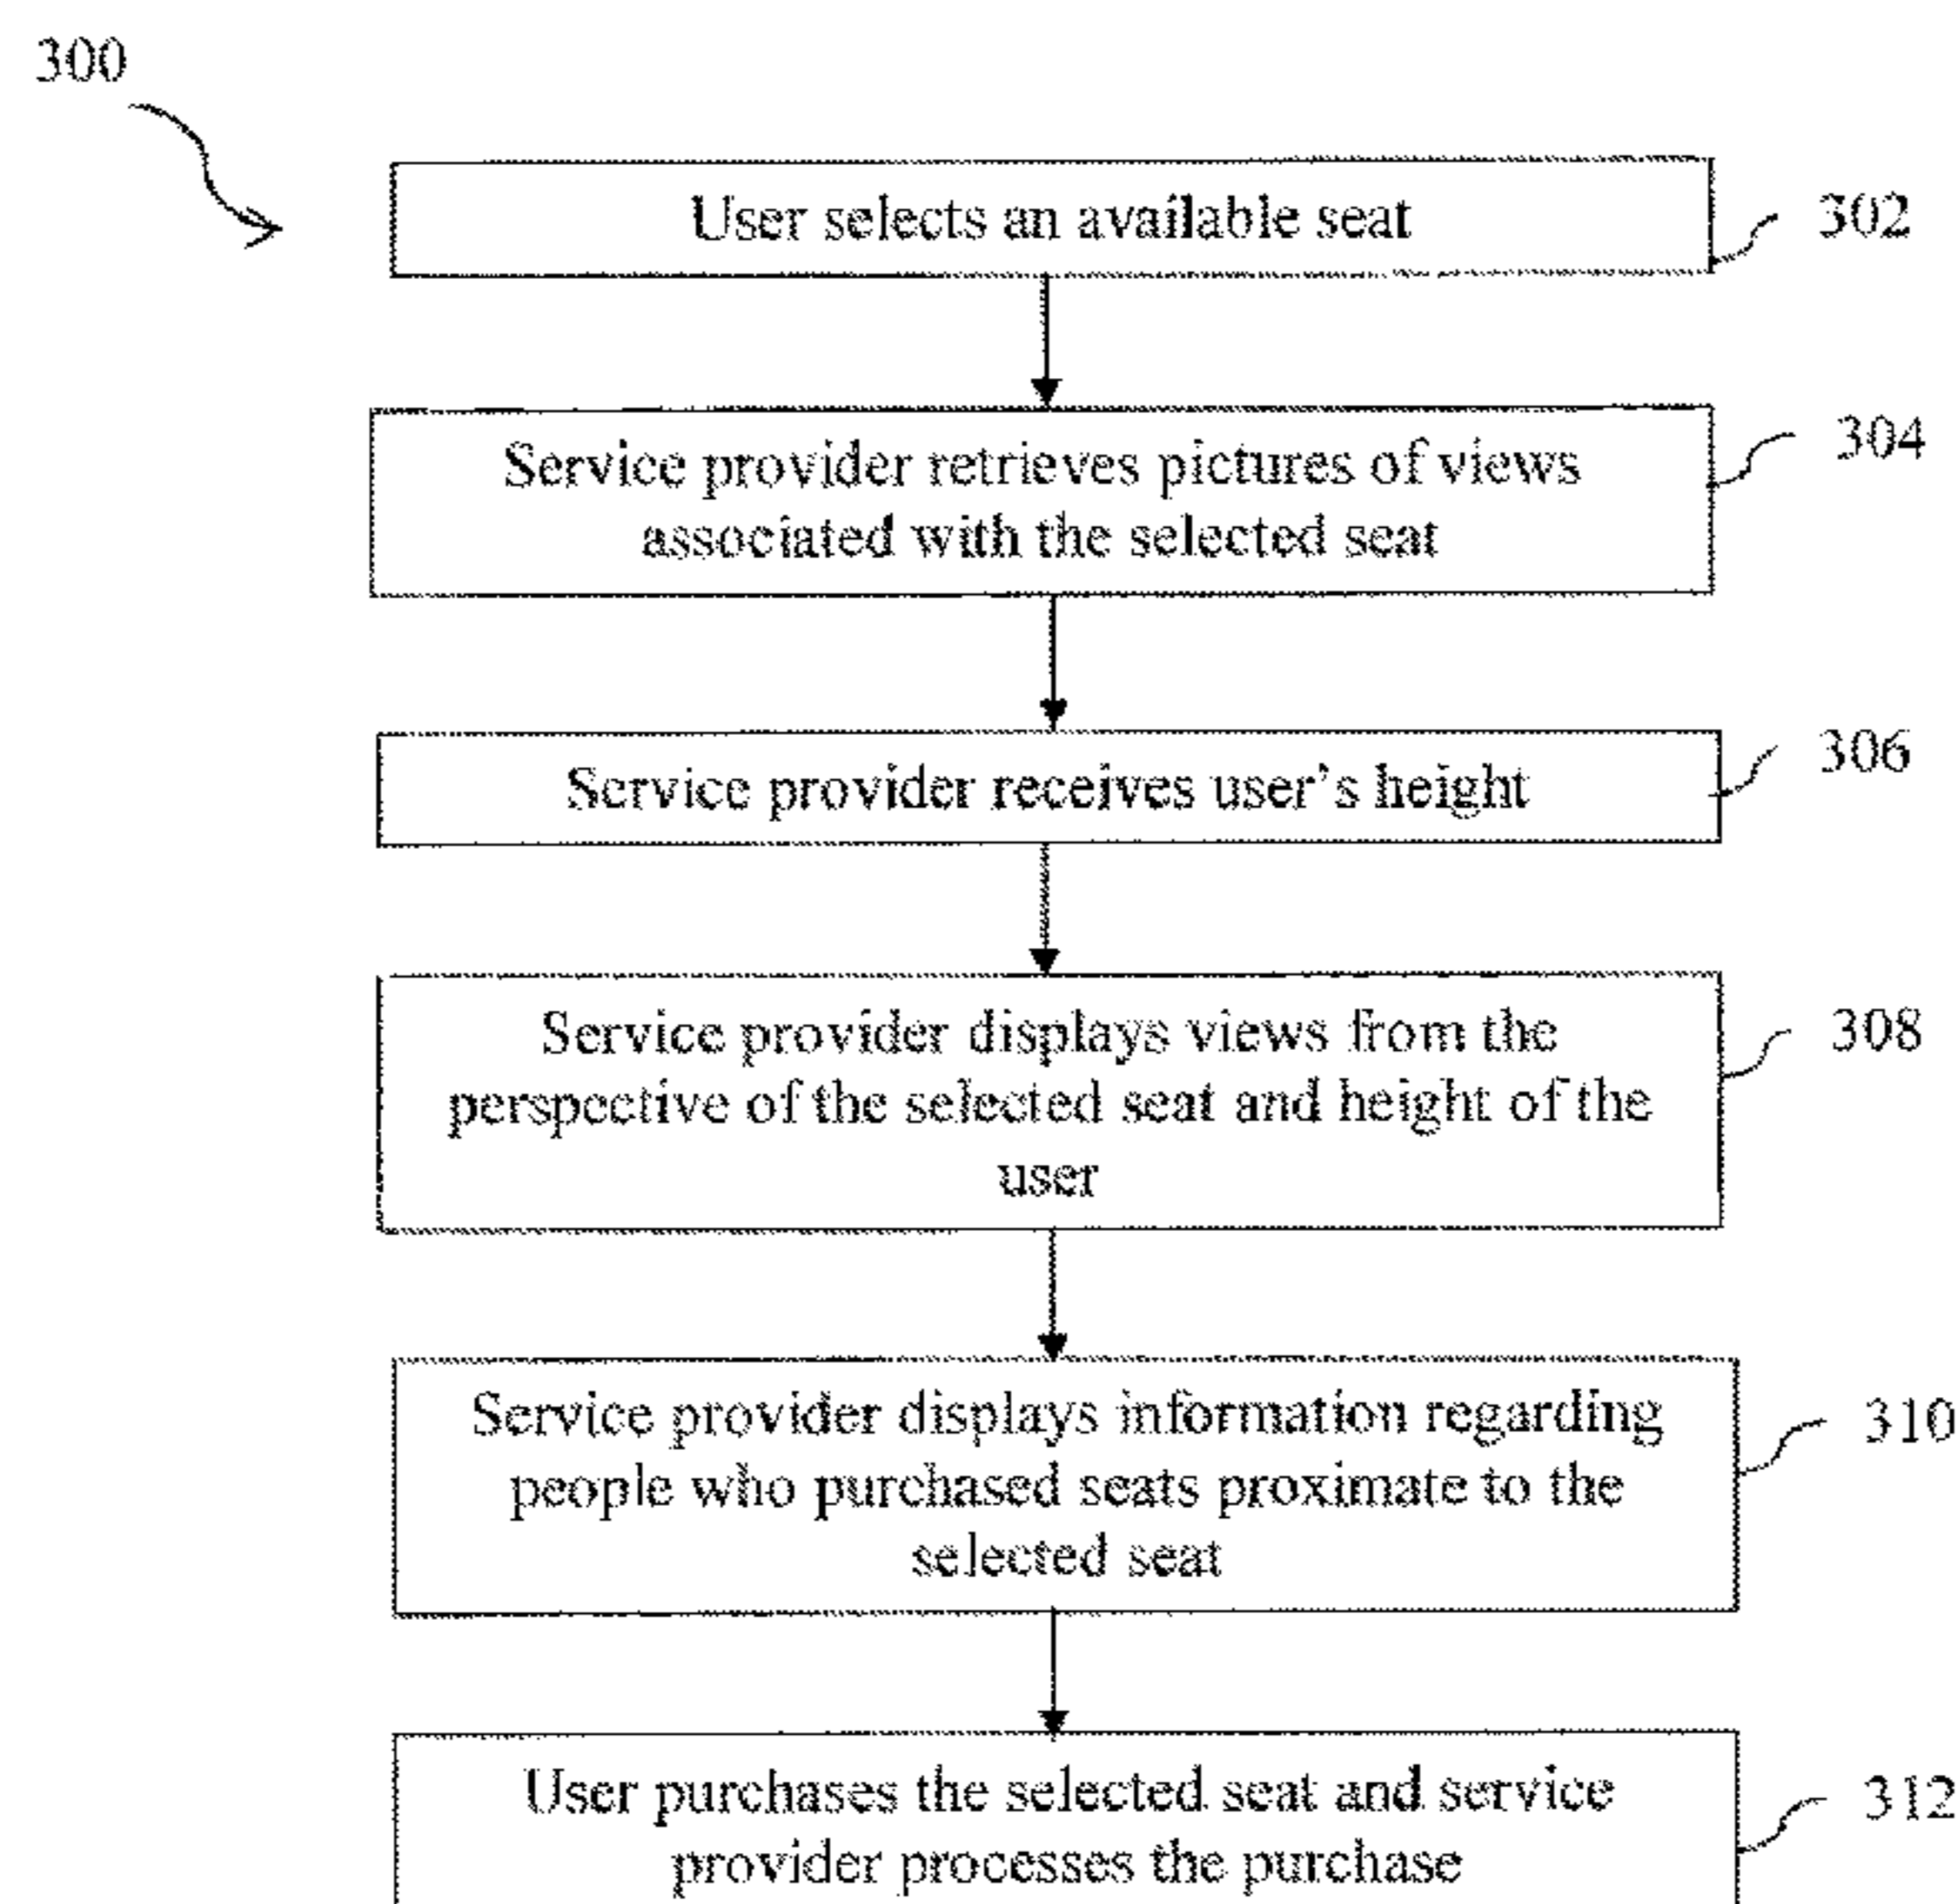 300
User selects an available seat
302
Service provider retrieves pictures of views
associated with the selected seat
304
Service provider receives user's height
306
Service provider displays views from the
perspective of the selected seat and height of the
user
308
Service provider displays information regarding
people who purchased seats proximate to the
selected seat
310
User purchases the selected seat and service
provider processes the purchase
312